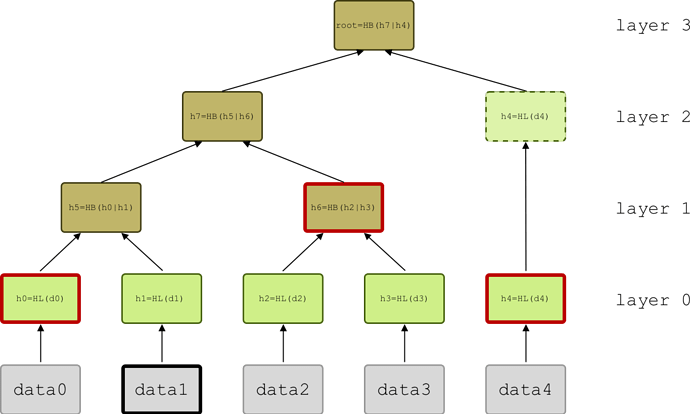 root=HB(h7|h4) layer 3
h7=HB(h5|h6) h4=HL(d4) layer 2
h5=HB(h0|h1) h6=HB(h2|h3) layer 1
h0=HL(d0) h1=HL(d1) h2=HL(d2) h3=HL(d3) h4=HL(d4) layer 0
data0 data1 data2 data3 data4